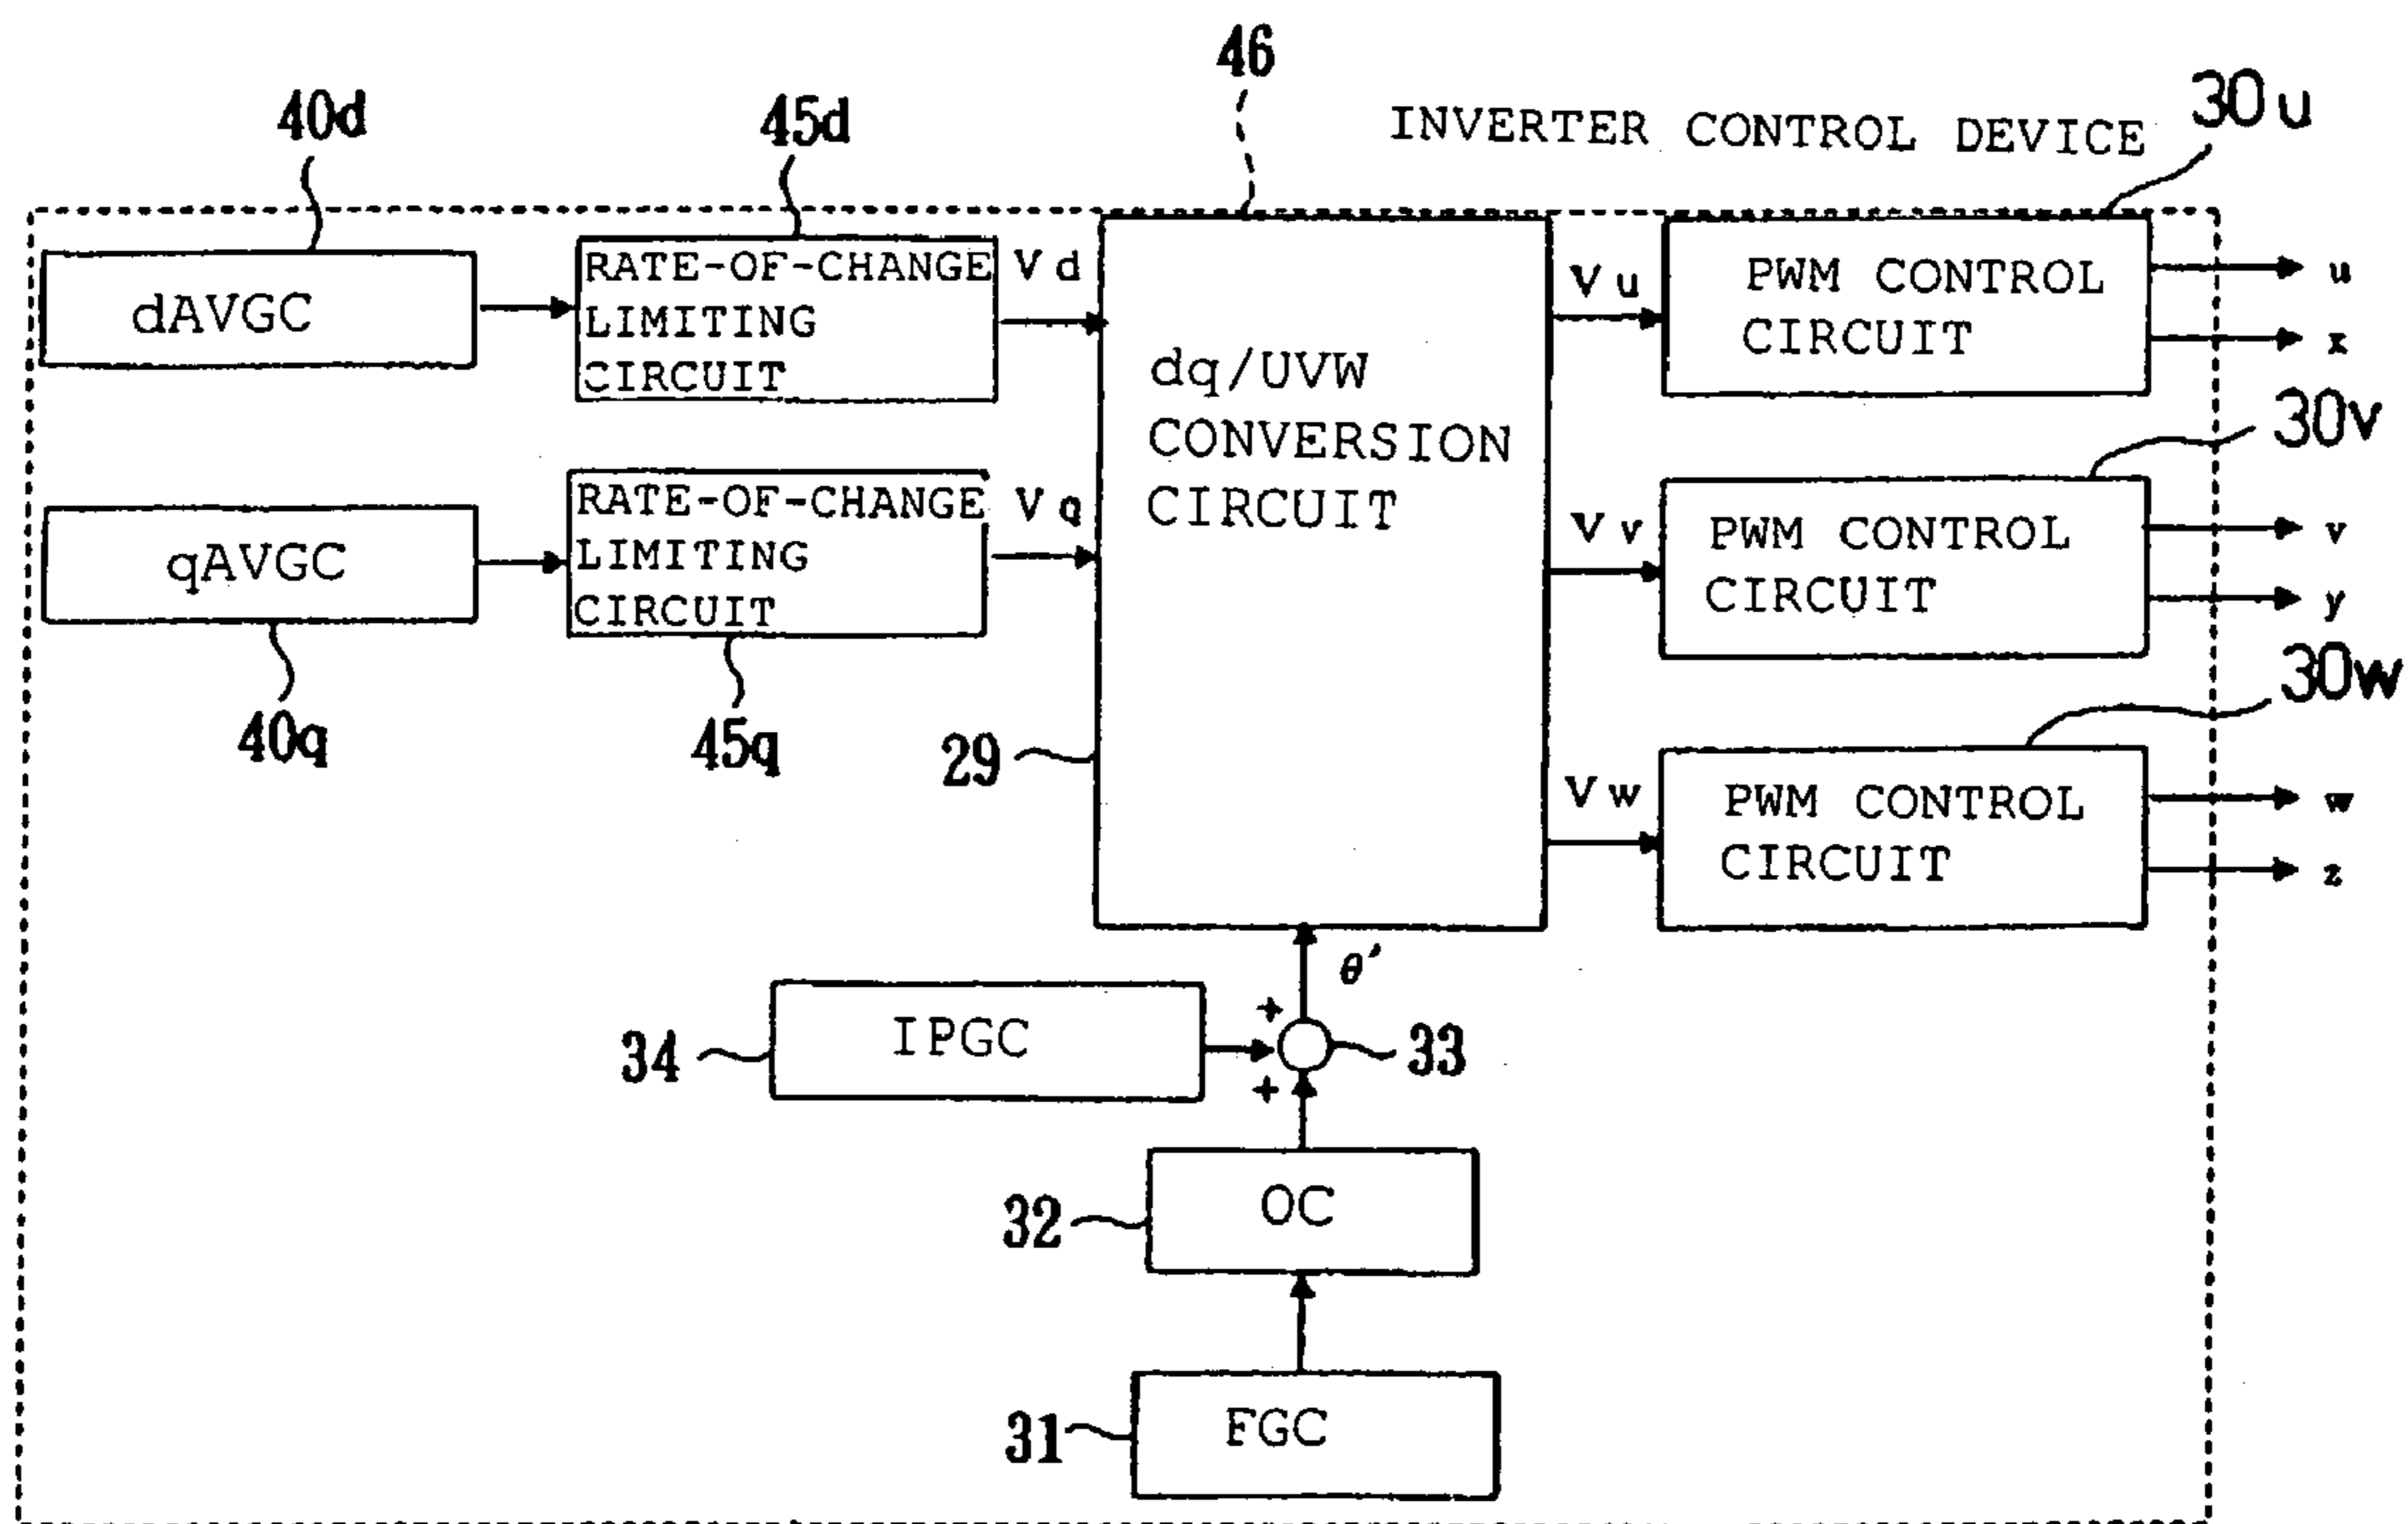 46
INVERTER CONTROL DEVICE
30u
40d
45d
dAVGC
RATE-OF-CHANGE
LIMITING
CIRCUIT
Vd
dq/UVW
CONVERSION
CIRCUIT
Vu
PWM CONTROL
CIRCUIT
u
x
30v
qAVGC
RATE-OF-CHANGE
LIMITING
CIRCUIT
Vq
Vv
PWM CONTROL
CIRCUIT
v
y
30w
40q
45q
29
Vw
PWM CONTROL
CIRCUIT
w
z
θ'
34
IPGC
+
+
33
32
OC
31
FGC